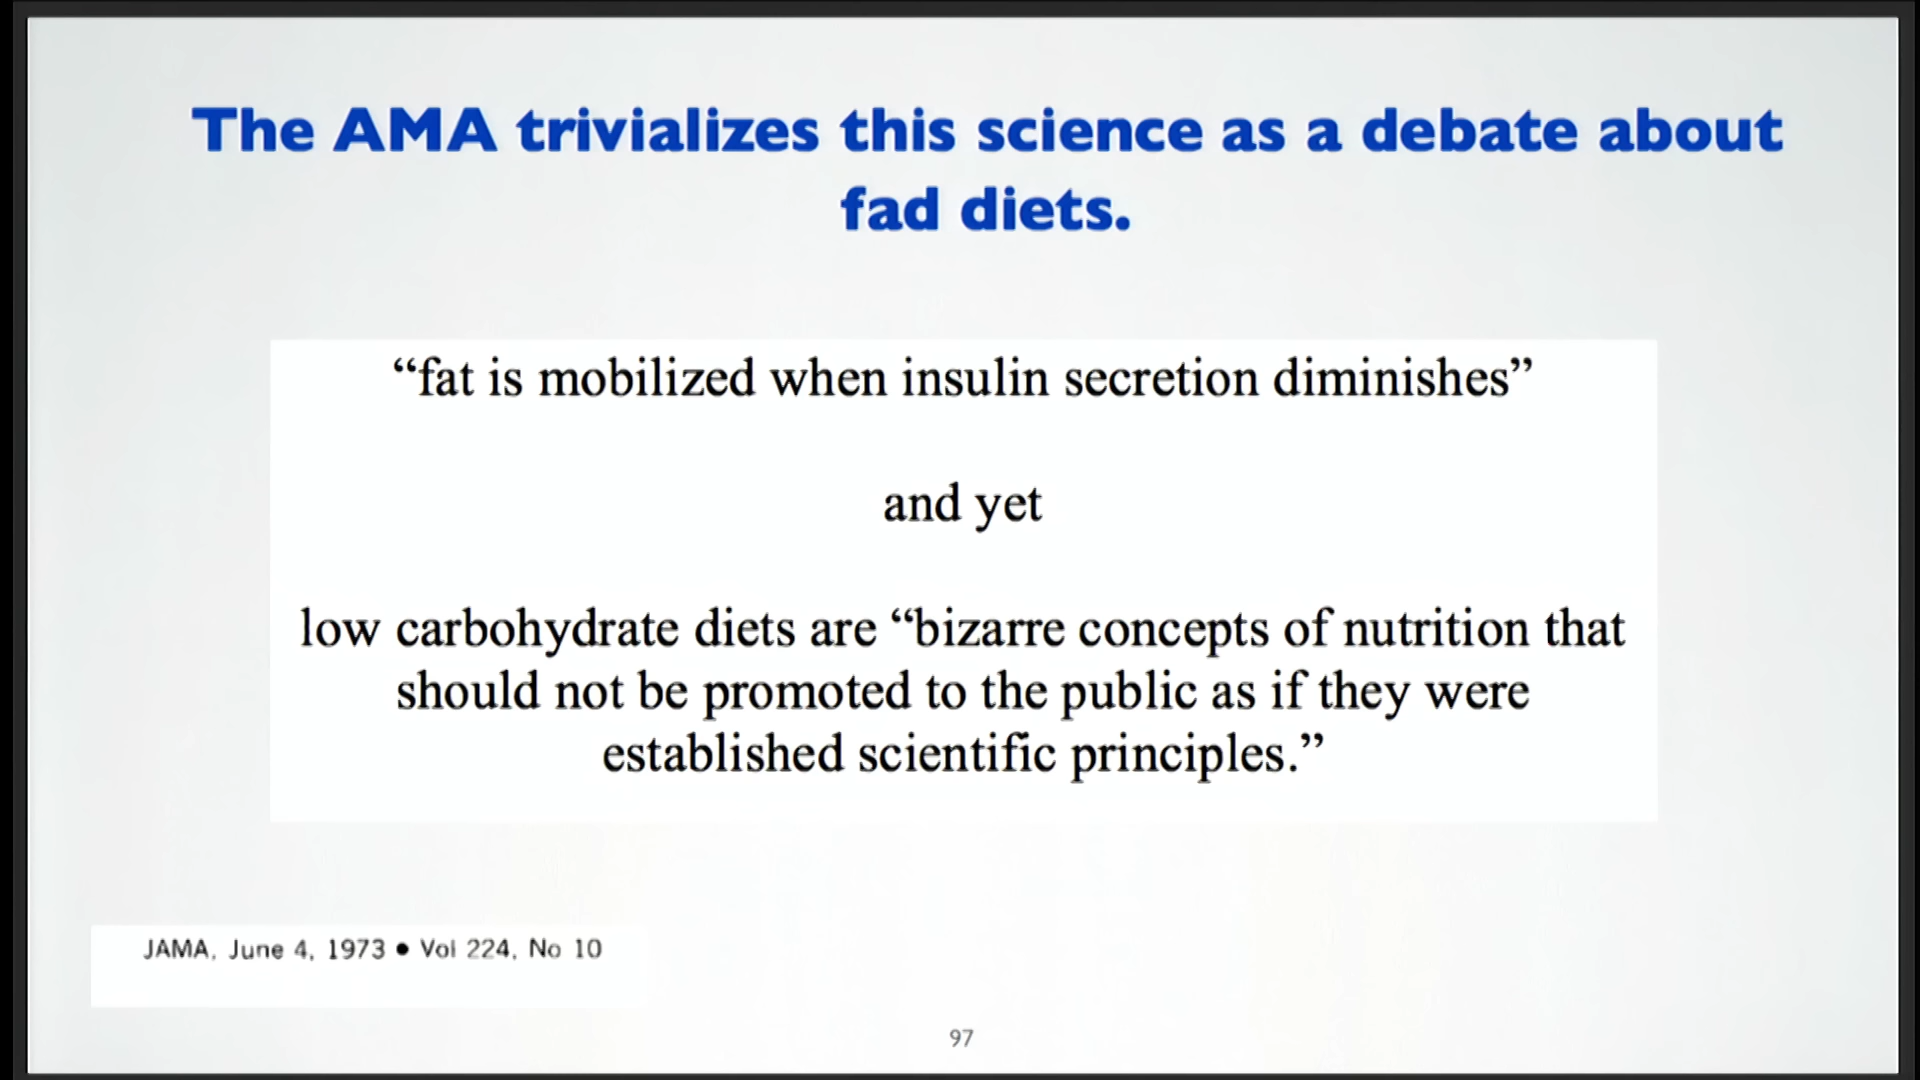 The AMA trivializes this science as a debate about
fad diets.
“fat is mobilized when insulin secretion diminishes”
and yet
low carbohydrate diets are “bizarre concepts of nutrition that
should not be promoted to the public as if they were
established scientific principles.”
JAMA, June 4, 1973 • Vol 224, No 10
97